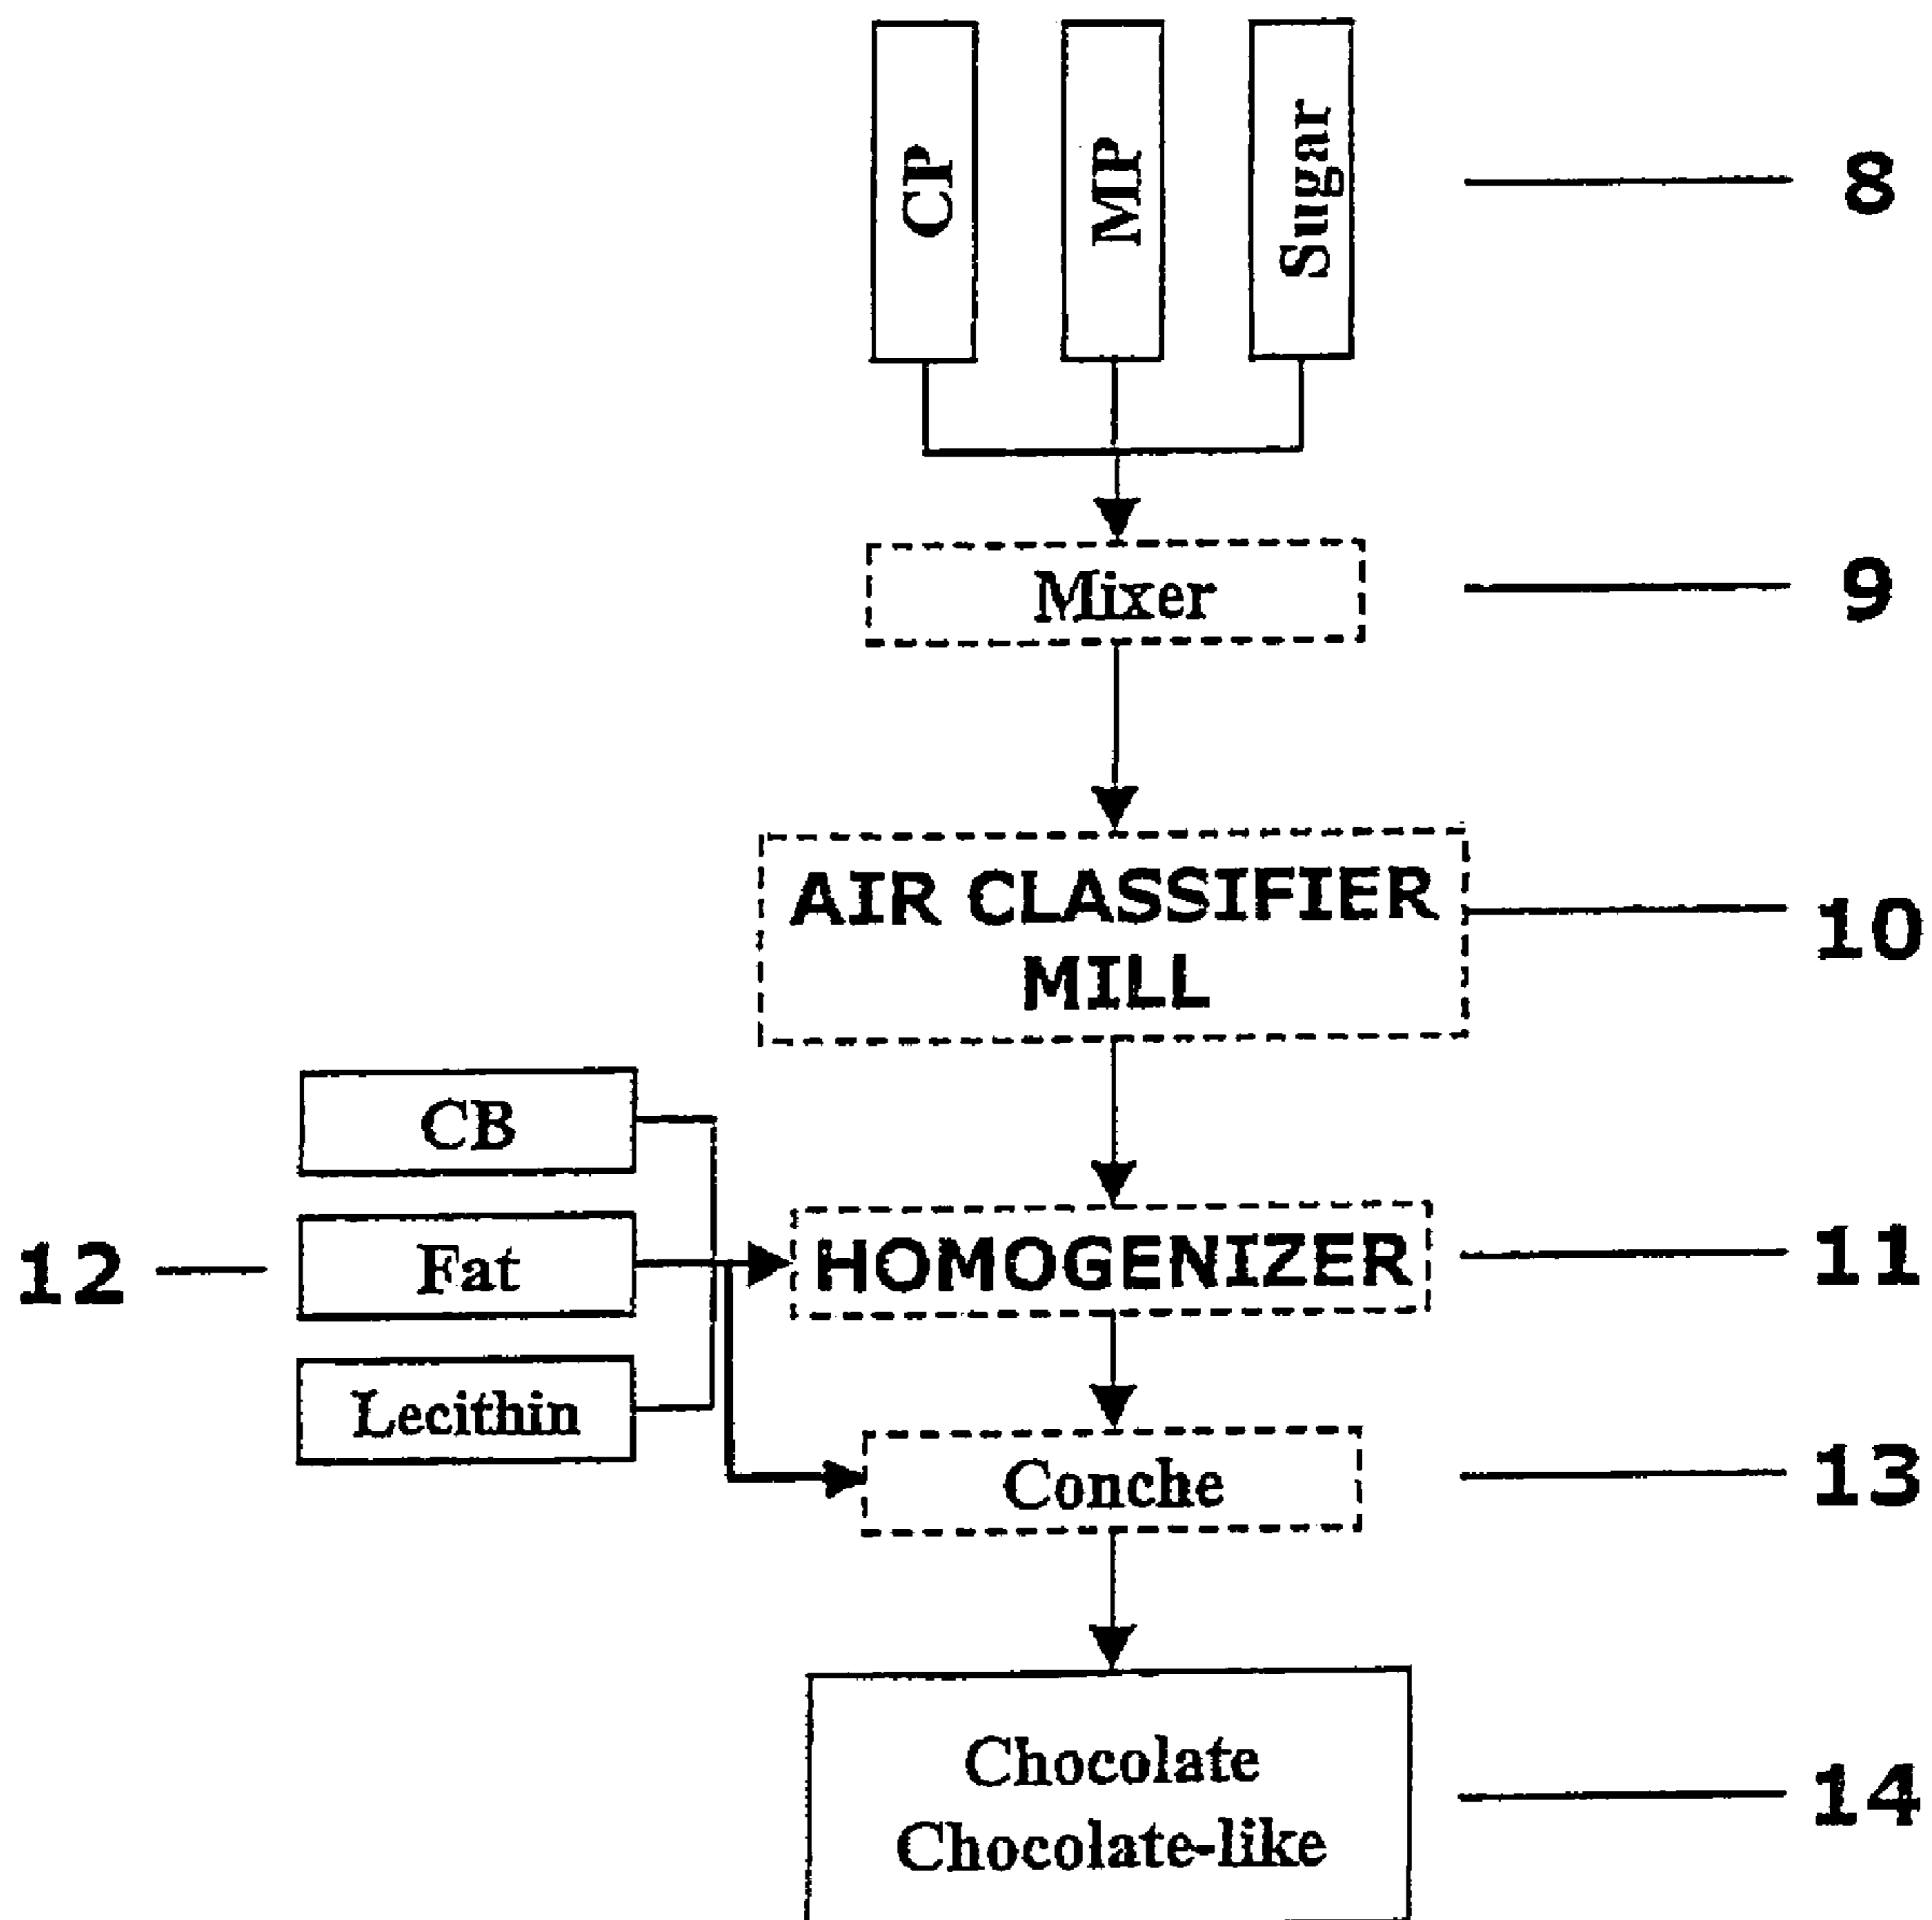 CP
MP
Sugar
8
Mixer
9
AIR CLASSIFIER
MILL
10
CB
Fat
Lecithin
12
HOMOGENIZER
11
Conche
13
Chocolate
Chocolate-like
14